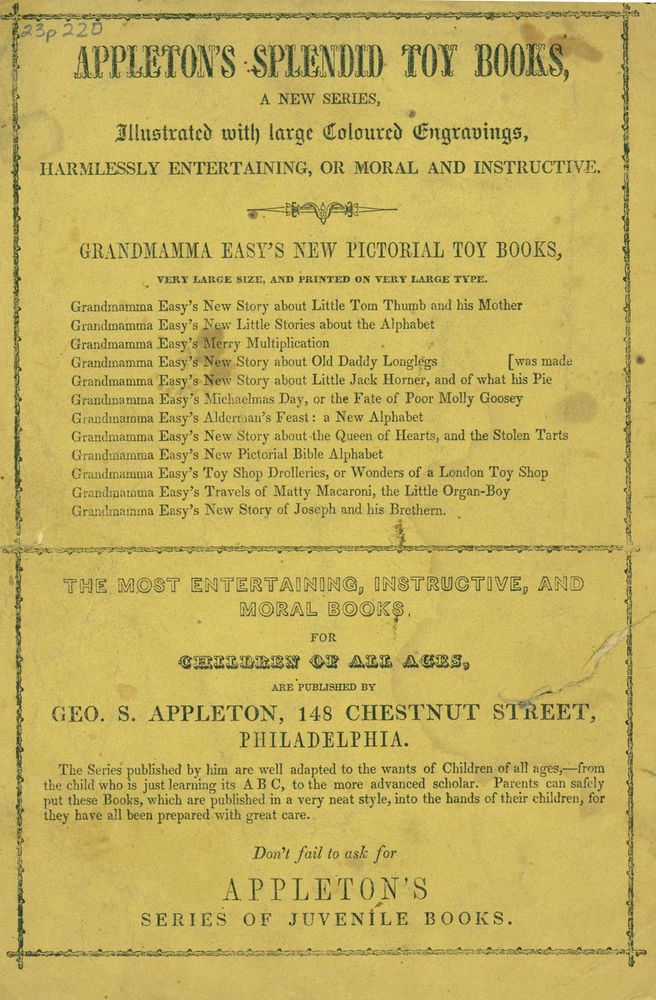 23p 220
APPLETON'S SPLENDID TOY BOOKS,
A NEW SERIES,
Illustrated with large Coloured Engravings,
HARMLESSLY ENTERTAINING, OR MORAL AND INSTRUCTIVE.
GRANDMAMMA EASY'S NEW PICTORIAL TOY BOOKS,
VERY LARGE SIZE, AND PRINTED ON VERY LARGE TYPE.
Grandmamma Easy's New Story about Little Tom Thumb and his Mother
Grandmamma Easy's New Little Stories about the Alphabet
Grandmamma Easy's Merry Multiplication
Grandmamma Easy's New Story about Old Daddy Longlegs [was made
Grandmamma Easy's New Story about Little Jack Horner, and of what his Pie
Grandmamma Easy's Michaelmas Day, or the Fate of Poor Molly Goosey
Grandmamma Easy's Alderman's Feast: a New Alphabet
Grandmamma Easy's New Story about the Queen of Hearts, and the Stolen Tarts
Grandmamma Easy's New Pictorial Bible Alphabet
Grandmamma Easy's Toy Shop Drolleries, or Wonders of a London Toy Shop
Grandmamma Easy's Travels of Matty Macaroni, the Little Organ-Boy
Grandmamma Easy's New Story of Joseph and his Brethern.
THE MOST ENTERTAINING, INSTRUCTIVE, AND
MORAL BOOKS,
FOR
CHILDREN OF ALL AGES,
ARE PUBLISHED BY
GEO. S. APPLETON, 148 CHESTNUT STREET,
PHILADELPHIA.
The Series published by him are well adapted to the wants of Children of all ages,—from
the child who is just learning its A B C, to the more advanced scholar. Parents can safely
put these Books, which are published in a very neat style, into the hands of their children, for
they have all been prepared with great care.
Don't fail to ask for
APPLETON'S
SERIES OF JUVENILE BOOKS.